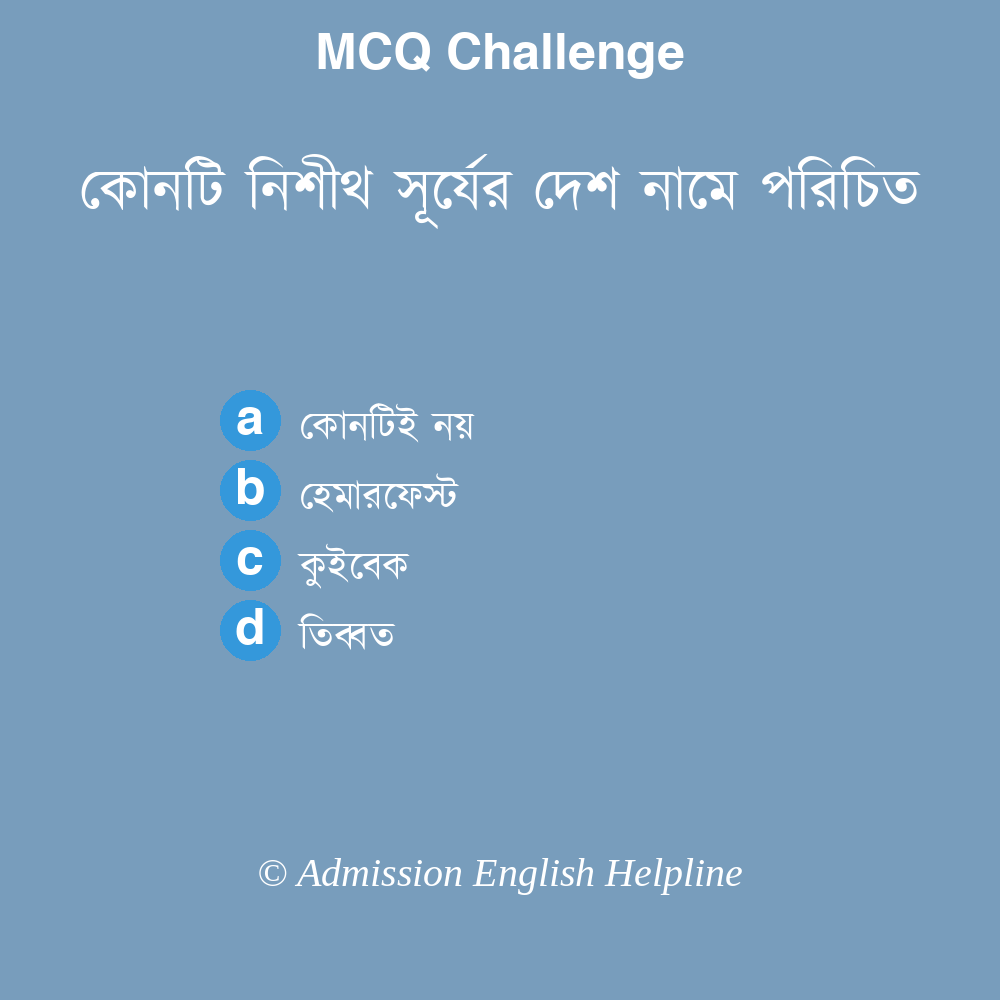 MCQ Challenge
কোনটি নিশীথ সূর্যের দেশ নামে পরিচিত
a কোনটিই নয়
b হেমারফেস্ট
c কুইবেক
d তিব্বত
© Admission English Helpline